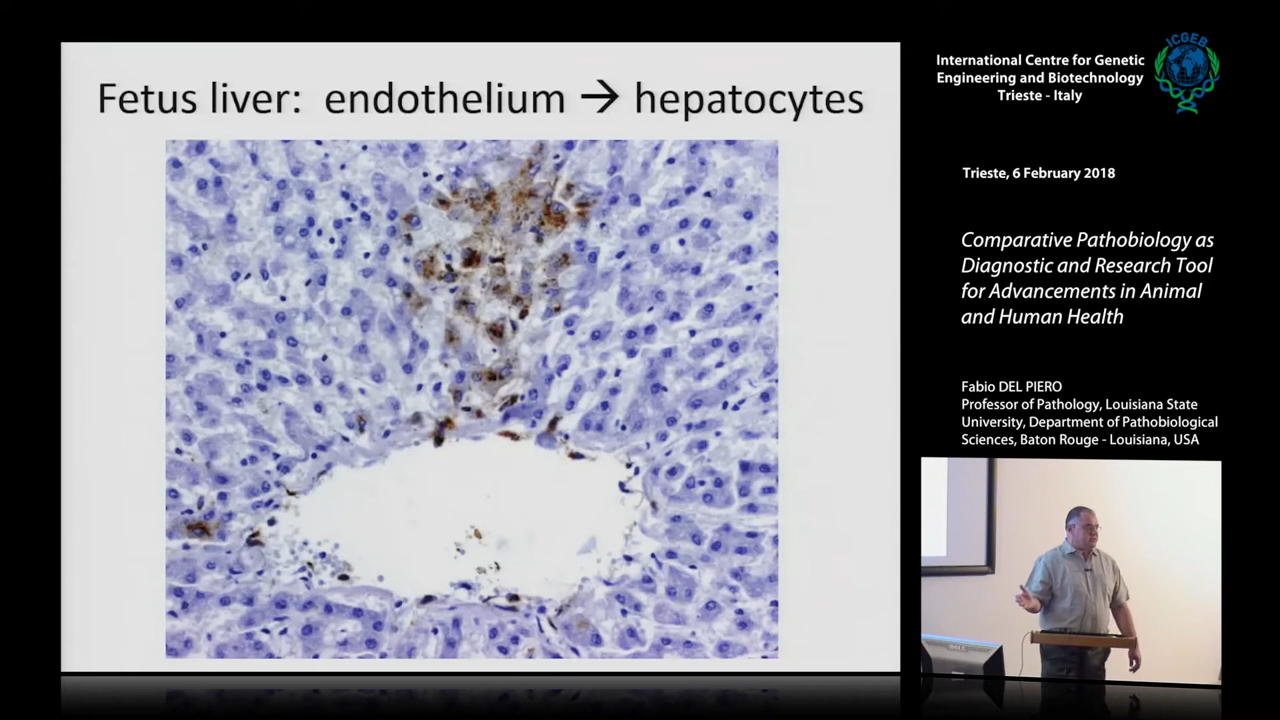 Fetus liver: endothelium → hepatocytes
International Centre for Genetic
Engineering and Biotechnology
Trieste - Italy
ICGEB
Trieste, 6 February 2018
Comparative Pathobiology as
Diagnostic and Research Tool
for Advancements in Animal
and Human Health
Fabio DEL PIERO
Professor of Pathology, Louisiana State
University, Department of Pathobiological
Sciences, Baton Rouge - Louisiana, USA
DELL